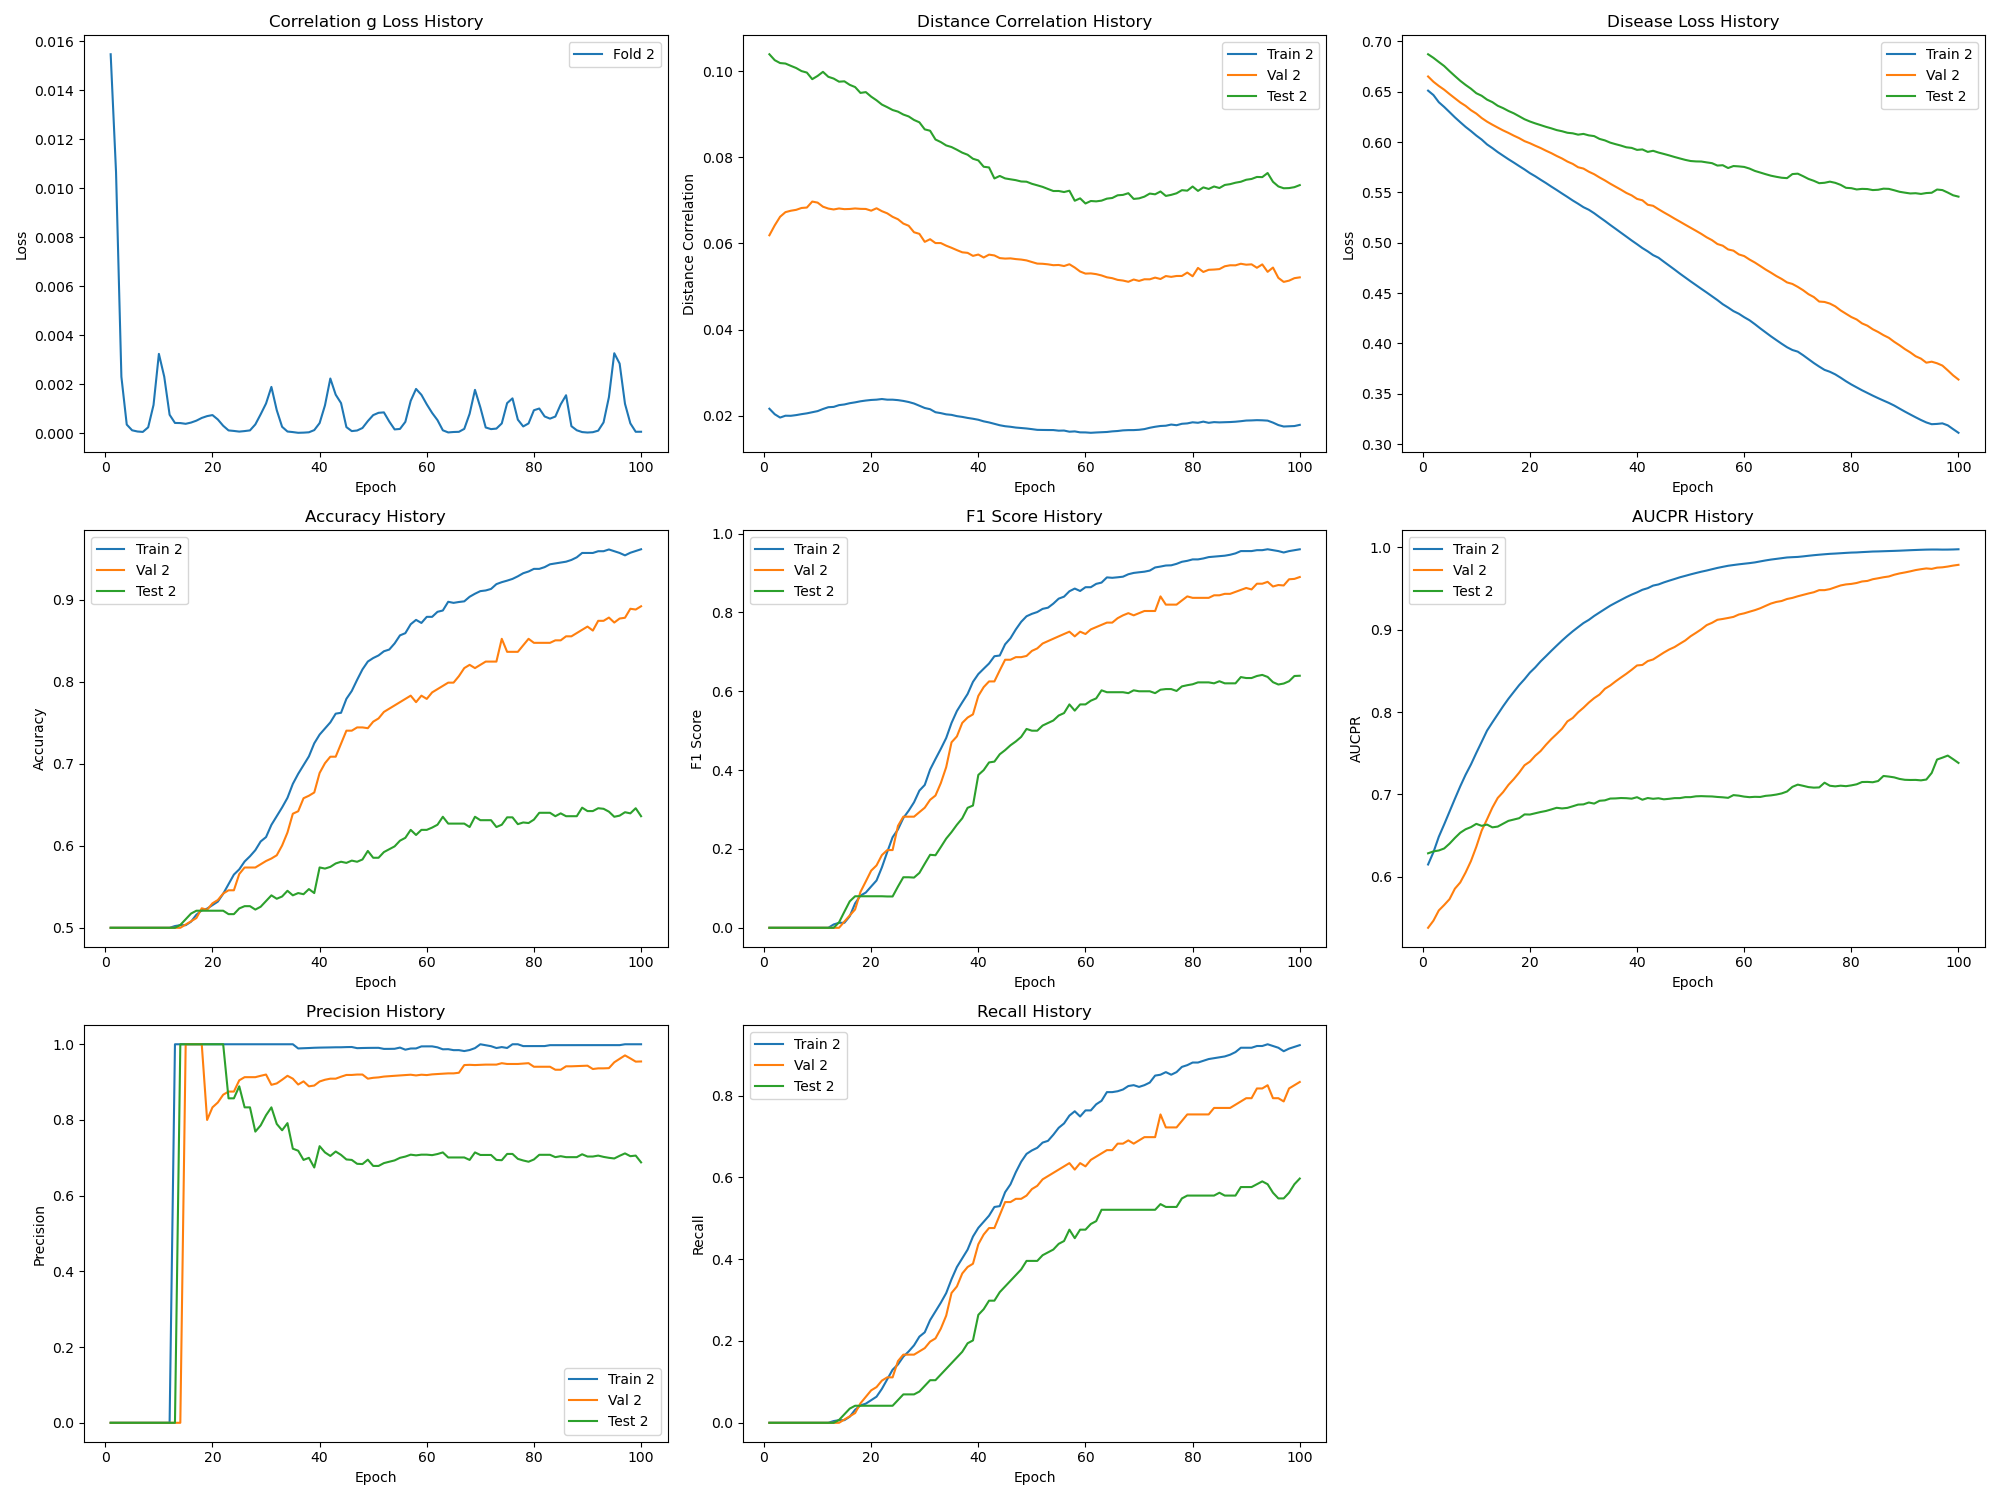 Correlation g Loss History
Fold 2
0.016
0.014
0.012
0.010
0.008
0.006
0.004
0.002
0.000
Loss
0 20 40 60 80 100
Epoch
Distance Correlation History
Train 2
Val 2
Test 2
0.10
0.08
0.06
0.04
0.02
Distance Correlation
0 20 40 60 80 100
Epoch
Disease Loss History
Train 2
Val 2
Test 2
0.70
0.65
0.60
0.55
0.50
0.45
0.40
0.35
0.30
Loss
0 20 40 60 80 100
Epoch
Accuracy History
Train 2
Val 2
Test 2
0.9
0.8
0.7
0.6
0.5
Accuracy
0 20 40 60 80 100
Epoch
F1 Score History
Train 2
Val 2
Test 2
1.0
0.8
0.6
0.4
0.2
0.0
F1 Score
0 20 40 60 80 100
Epoch
AUCPR History
Train 2
Val 2
Test 2
1.0
0.9
0.8
0.7
0.6
AUCPR
0 20 40 60 80 100
Epoch
Precision History
1.0
0.8
0.6
0.4
0.2
0.0
Precision
Train 2
Val 2
Test 2
0 20 40 60 80 100
Epoch
Recall History
Train 2
Val 2
Test 2
0.8
0.6
0.4
0.2
0.0
Recall
0 20 40 60 80 100
Epoch